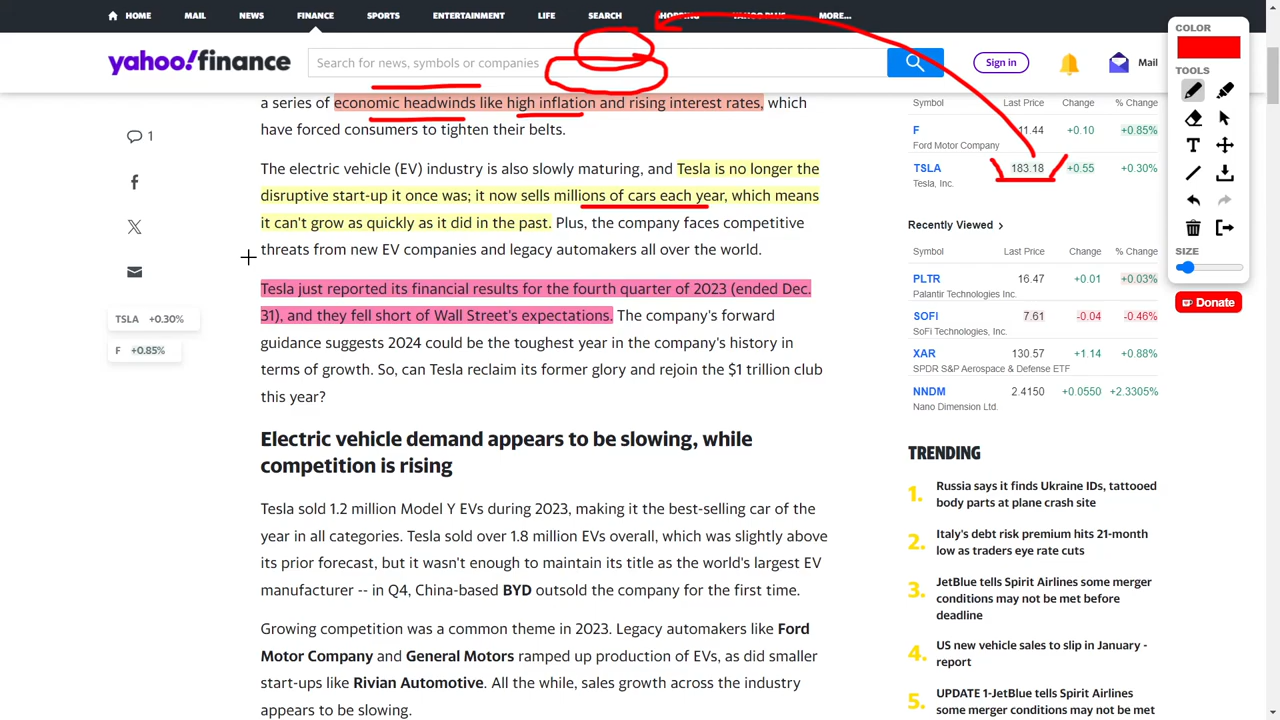 HOME MAIL NEWS FINANCE SPORTS ENTERTAINMENT LIFE SEARCH SHOPPING YAHOO PLUS MORE...
yahoo!finance
Search for news, symbols or companies
Sign in
Mail
a series of economic headwinds like high inflation and rising interest rates, which
have forced consumers to tighten their belts.
The electric vehicle (EV) industry is also slowly maturing, and Tesla is no longer the
disruptive start-up it once was; it now sells millions of cars each year, which means
it can't grow as quickly as it did in the past. Plus, the company faces competitive
threats from new EV companies and legacy automakers all over the world.
Tesla just reported its financial results for the fourth quarter of 2023 (ended Dec.
31), and they fell short of Wall Street's expectations. The company's forward
guidance suggests 2024 could be the toughest year in the company's history in
terms of growth. So, can Tesla reclaim its former glory and rejoin the $1 trillion club
this year?
Electric vehicle demand appears to be slowing, while
competition is rising
Tesla sold 1.2 million Model Y EVs during 2023, making it the best-selling car of the
year in all categories. Tesla sold over 1.8 million EVs overall, which was slightly above
its prior forecast, but it wasn't enough to maintain its title as the world's largest EV
manufacturer -- in Q4, China-based BYD outsold the company for the first time.
Growing competition was a common theme in 2023. Legacy automakers like Ford
Motor Company and General Motors ramped up production of EVs, as did smaller
start-ups like Rivian Automotive. All the while, sales growth across the industry
appears to be slowing.
1
TSLA +0.30%
F +0.85%
Symbol Last Price Change % Change
F 11.44 +0.10 +0.85%
Ford Motor Company
TSLA 183.18 +0.55 +0.30%
Tesla, Inc.
Recently Viewed
Symbol Last Price Change % Change
PLTR 16.47 +0.01 +0.03%
Palantir Technologies Inc.
SOFI 7.61 -0.04 -0.46%
SoFi Technologies, Inc.
XAR 130.57 +1.14 +0.88%
SPDR S&P Aerospace & Defense ETF
NNDM 2.4150 +0.0550 +2.3305%
Nano Dimension Ltd.
TRENDING
1. Russia says it finds Ukraine IDs, tattooed
body parts at plane crash site
2. Italy's debt risk premium hits 21-month
low as traders eye rate cuts
3. JetBlue tells Spirit Airlines some merger
conditions may not be met before
deadline
4. US new vehicle sales to slip in January -
report
5. UPDATE 1-JetBlue tells Spirit Airlines
some merger conditions may not be met
COLOR
TOOLS
T
SIZE
Donate